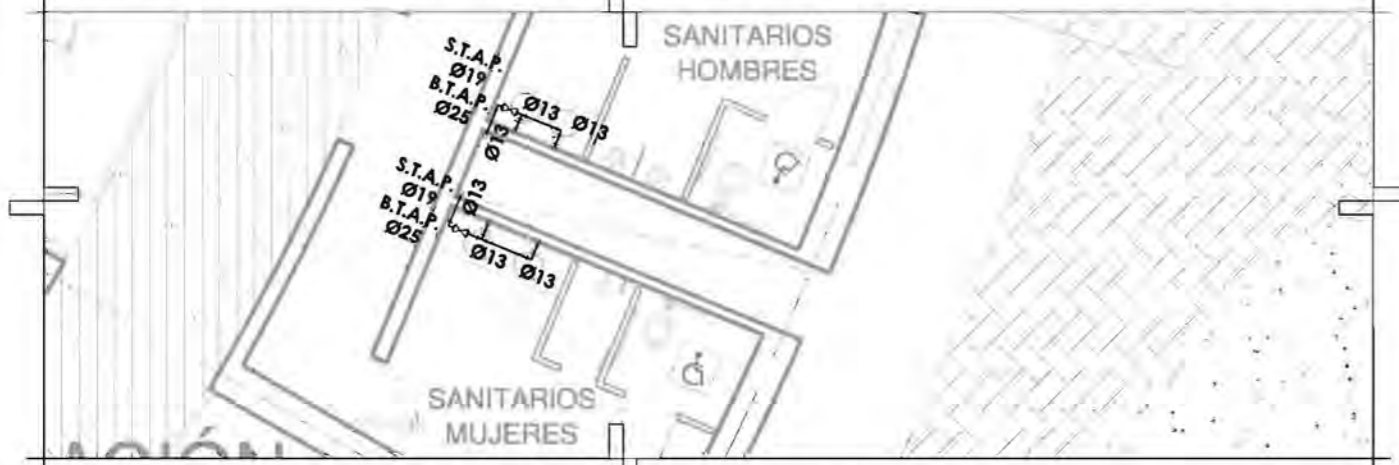 SANITARIOS
HOMBRES
S.T.A.P.
Ø19
B.T.A.P.
Ø25
Ø13
Ø13
Ø13
S.T.A.P.
Ø19
B.T.A.P.
Ø25
Ø13
Ø13
Ø13
SANITARIOS
MUJERES